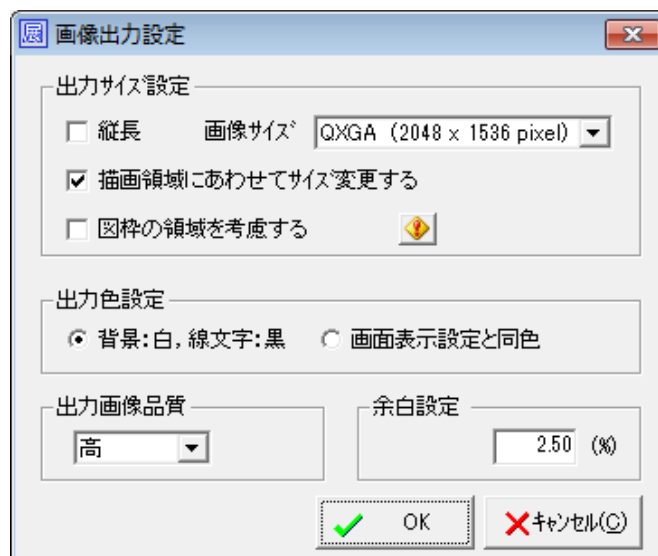 展 画像出力設定
出力サイズ設定
縦長 画像サイズ QXGA (2048 x 1536 pixel)
描画領域にあわせてサイズ変更する
図枠の領域を考慮する
出力色設定
背景:白, 線文字:黒 画面表示設定と同色
出力画像品質 余白設定
高 2.50 (%)
OK キャンセル(C)